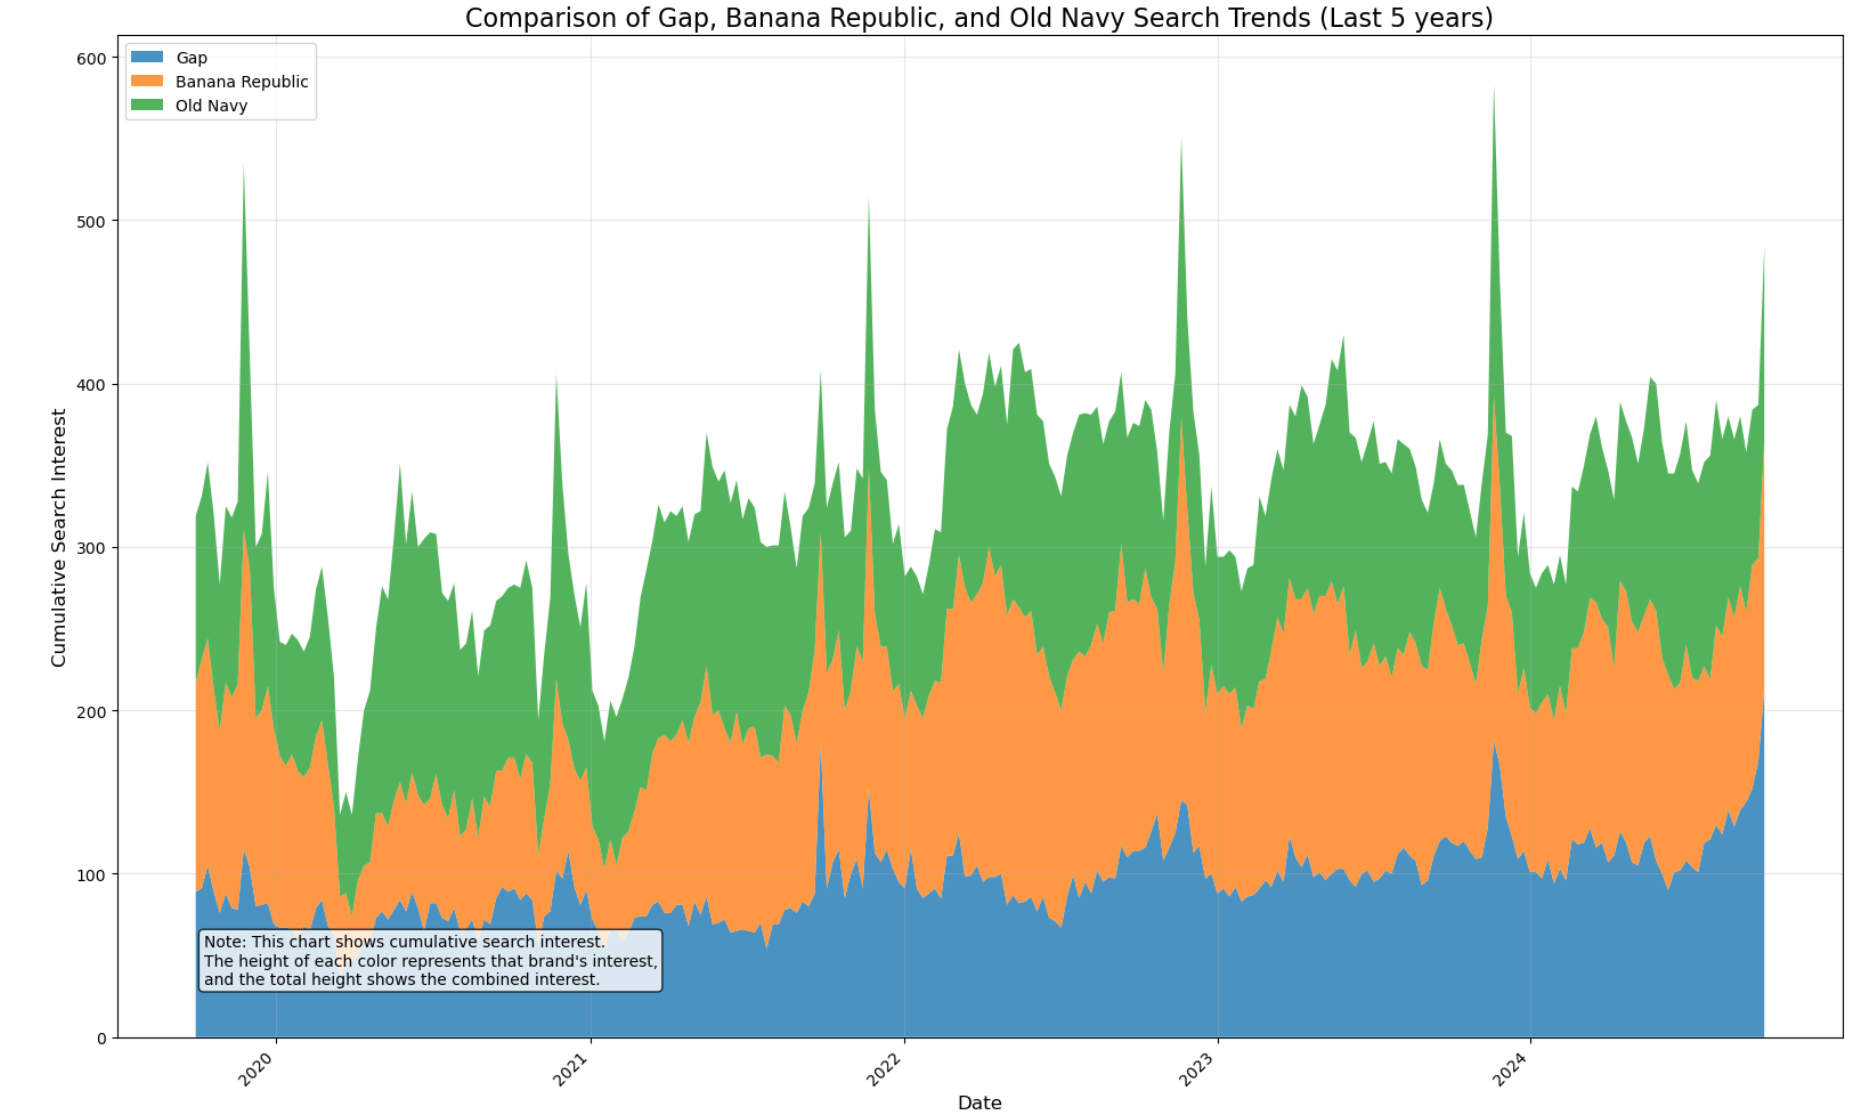 Comparison of Gap, Banana Republic, and Old Navy Search Trends (Last 5 years)
Gap
Banana Republic
Old Navy
Cumulative Search Interest
600
500
400
300
200
100
0
Note: This chart shows cumulative search interest.
The height of each color represents that brand's interest,
and the total height shows the combined interest.
2020
2021
2022
2023
2024
Date